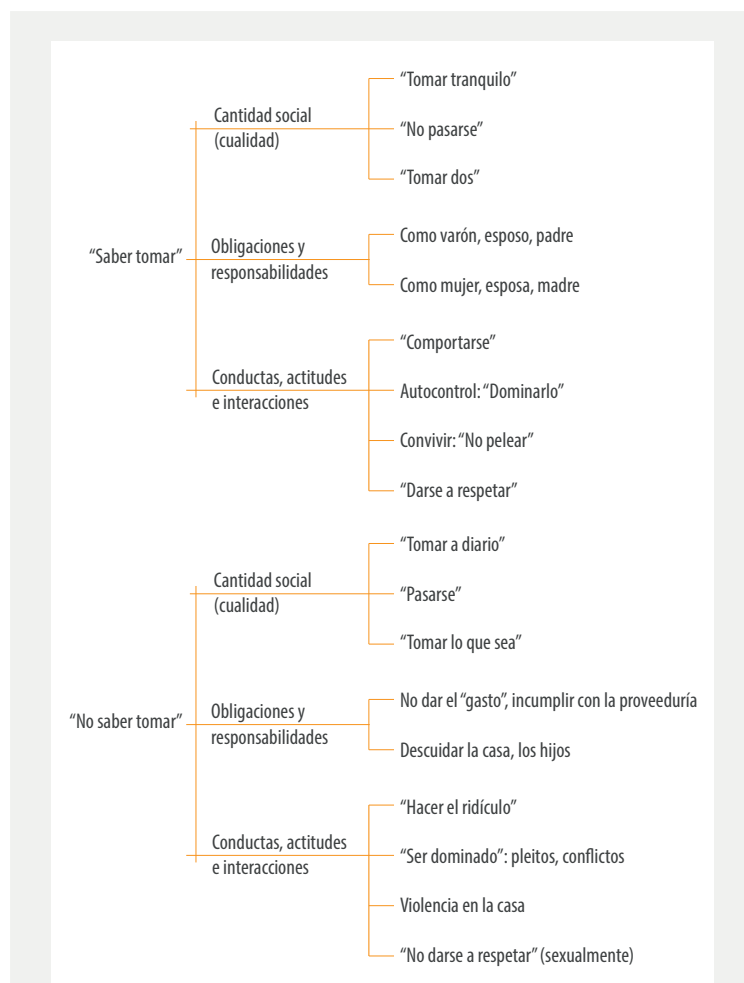 “Saber tomar”
Cantidad social
(cualidad)
“Tomar tranquilo”
“No pasarse”
“Tomar dos”
Obligaciones y
responsabilidades
Como varón, esposo, padre
Como mujer, esposa, madre
Conductas, actitudes
e interacciones
“Comportarse”
Autocontrol: “Dominarlo”
Convivir: “No pelear”
“Darse a respetar”
“No saber tomar”
Cantidad social
(cualidad)
“Tomar a diario”
“Pasarse”
“Tomar lo que sea”
Obligaciones y
responsabilidades
No dar el “gasto”, incumplir con la proveeduría
Descuidar la casa, los hijos
Conductas, actitudes
e interacciones
“Hacer el ridículo”
“Ser dominado”: pleitos, conflictos
Violencia en la casa
“No darse a respetar” (sexualmente)